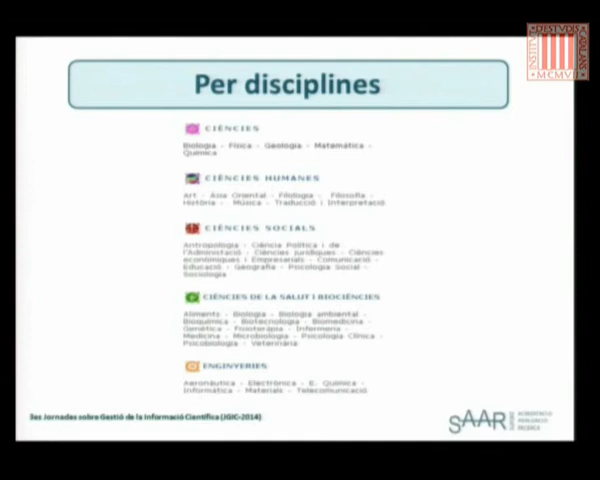 Per disciplines
CIÈNCIES
Biologia - Física - Geologia - Matemàtica -
Química
CIÈNCIES HUMANES
Art - Àsia Oriental - Filologia - Filosofia -
Història - Música - Traducció i Interpretació
CIÈNCIES SOCIALS
Antropologia - Ciència Política i de
l'Administació - Ciències jurídiques - Ciències
econòmiques i Empresarials - Comunicació -
Educació - Geografia - Psicologia Social -
Sociologia
CIÈNCIES DE LA SALUT I BIOCIÈNCIES
Aliments - Biologia - Biologia ambiental -
Bioquímica - Biotecnologia - Biomedicina -
Genètica - Fisioteràpia - Infermeria -
Medicina - Microbiologia - Psicologia Clínica -
Psicobiologia - Veterinària
ENGINYERIES
Aeronàutica - Electrònica - E. Química -
Informàtica - Materials - Telecomunicació
3es Jornades sobre Gestió de la Informació Científica (JGIC-2014)
SAAR
INSTITVT
D'ESTVDIS
CATALANS
MCMVII